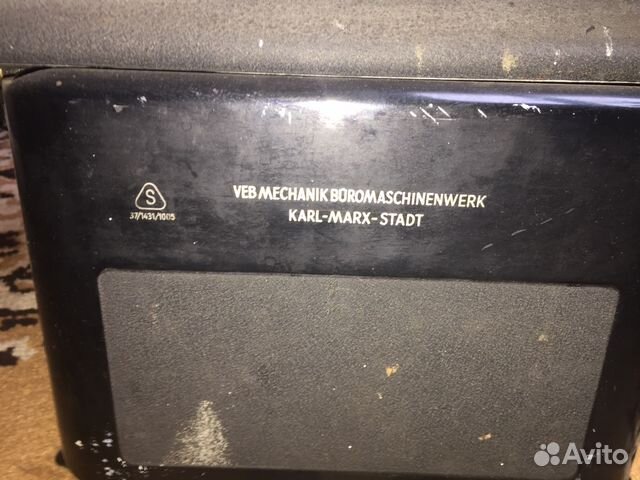 VEB MECHANIK BÜROMASCHINENWERK
KARL-MARX-STADT
S
37/1431/1005
Avito